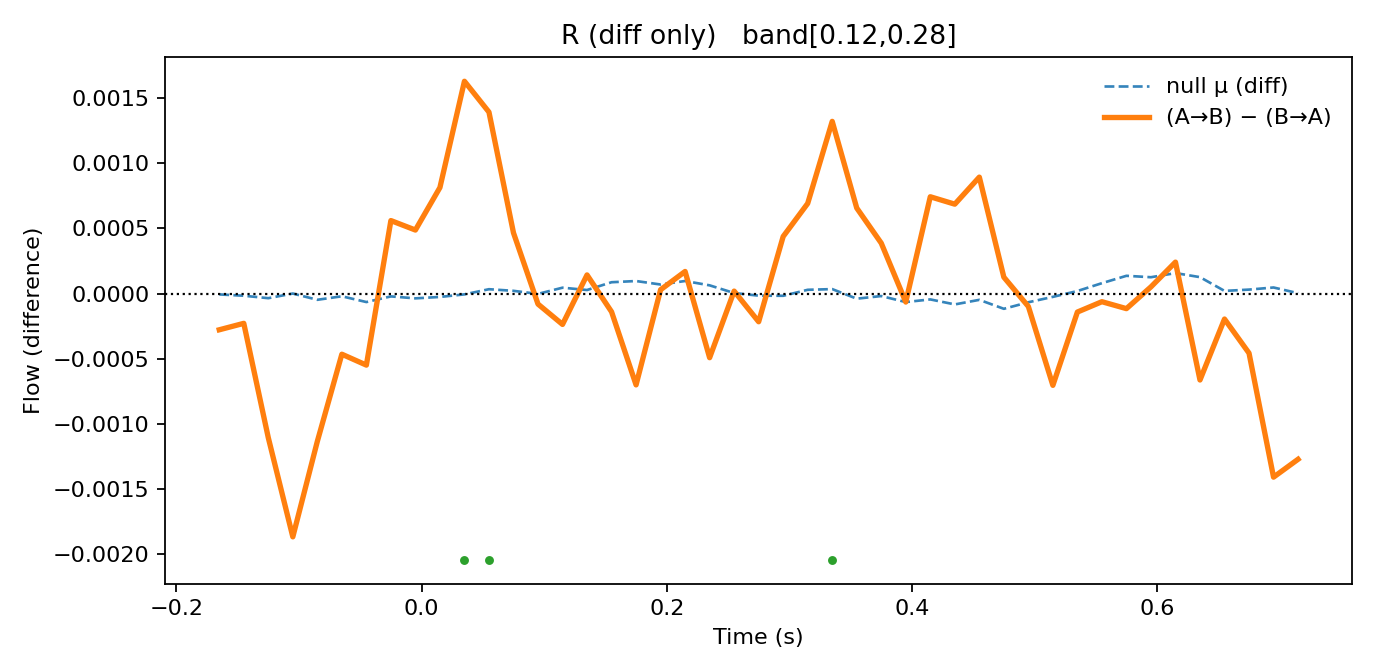 R (diff only)   band[0.12,0.28]
null μ (diff)
(A→B) − (B→A)
Flow (difference)
0.0015
0.0010
0.0005
0.0000
−0.0005
−0.0010
−0.0015
−0.0020
−0.2 0.0 0.2 0.4 0.6
Time (s)